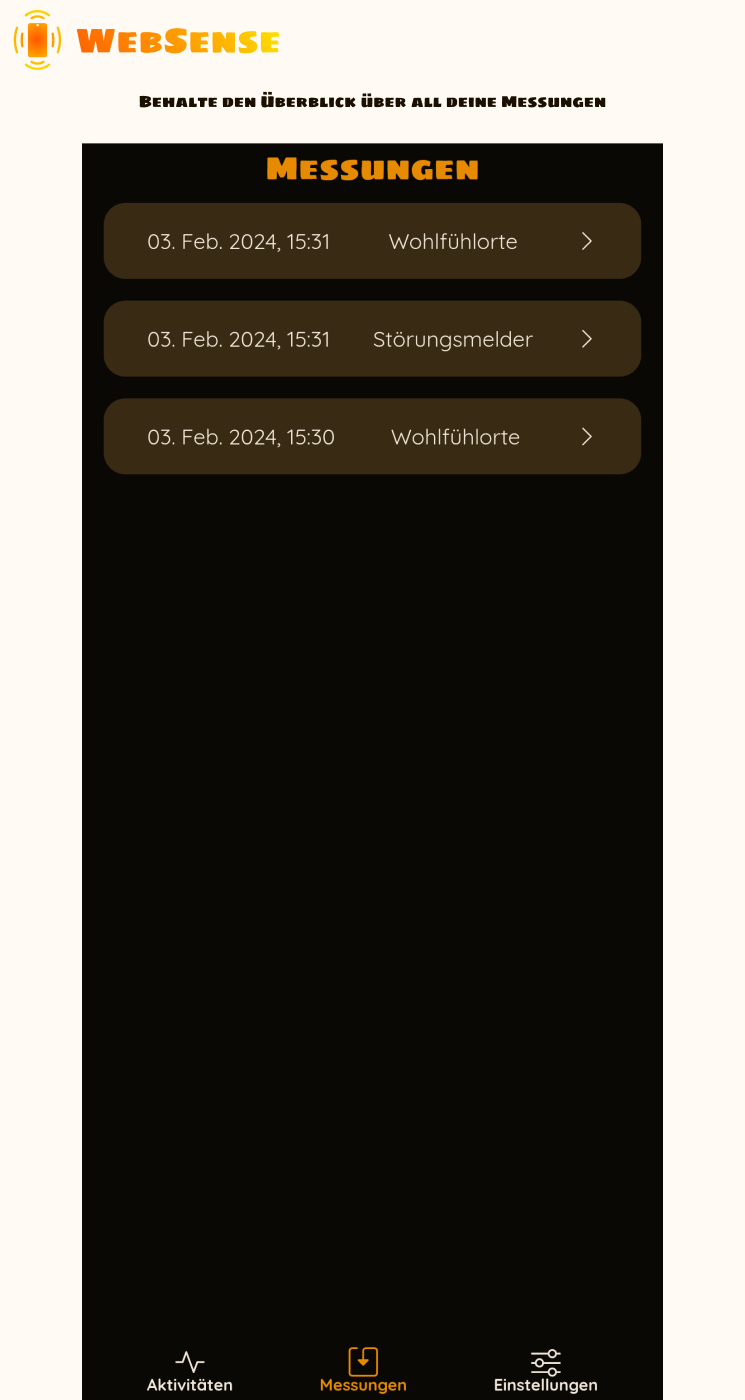 WebSense
Behalte den Überblick über all deine Messungen
Messungen
03. Feb. 2024, 15:31 Wohlfühlorte
03. Feb. 2024, 15:31 Störungsmelder
03. Feb. 2024, 15:30 Wohlfühlorte
Aktivitäten Messungen Einstellungen